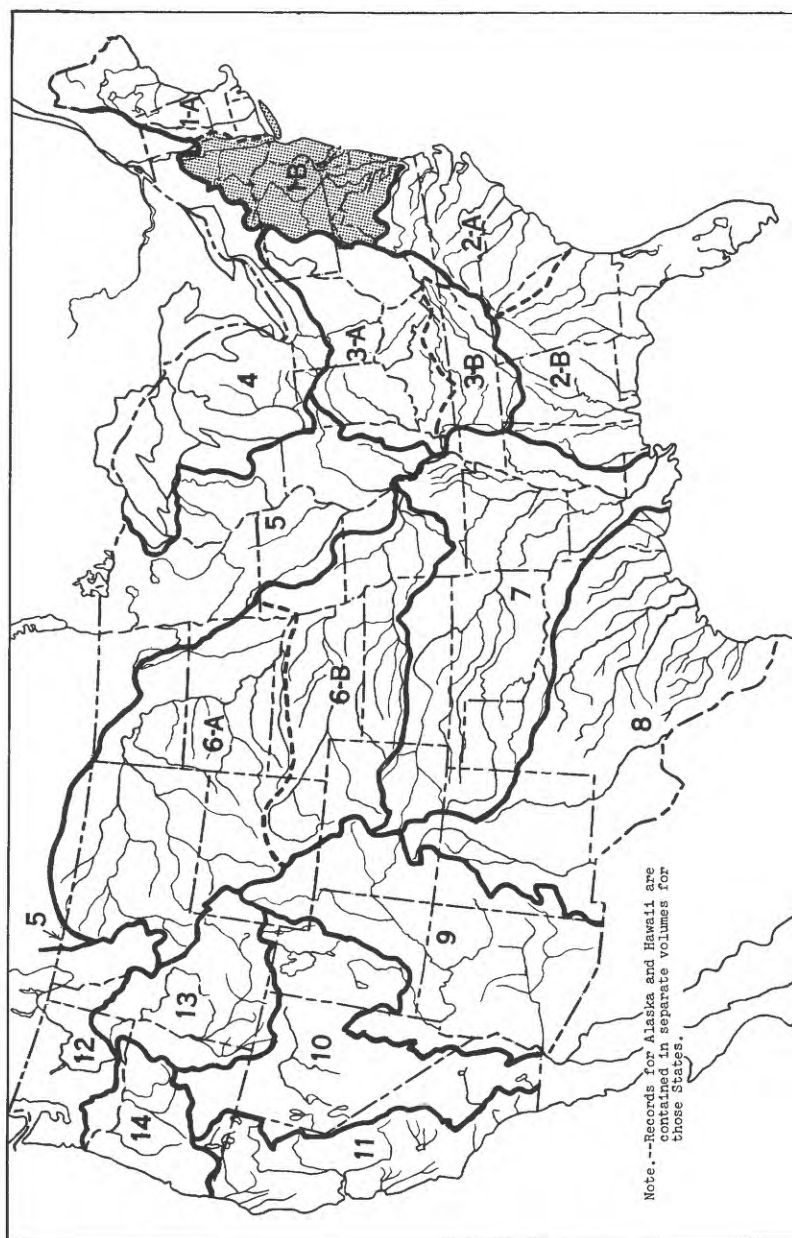 5
12
14
13
10
11
9
6-A
6-B
7
8
5
4
3-A
3-B
2-A
2-B
1-A
1-B
Note.--Records for Alaska and Hawaii are
contained in separate volumes for
those States.